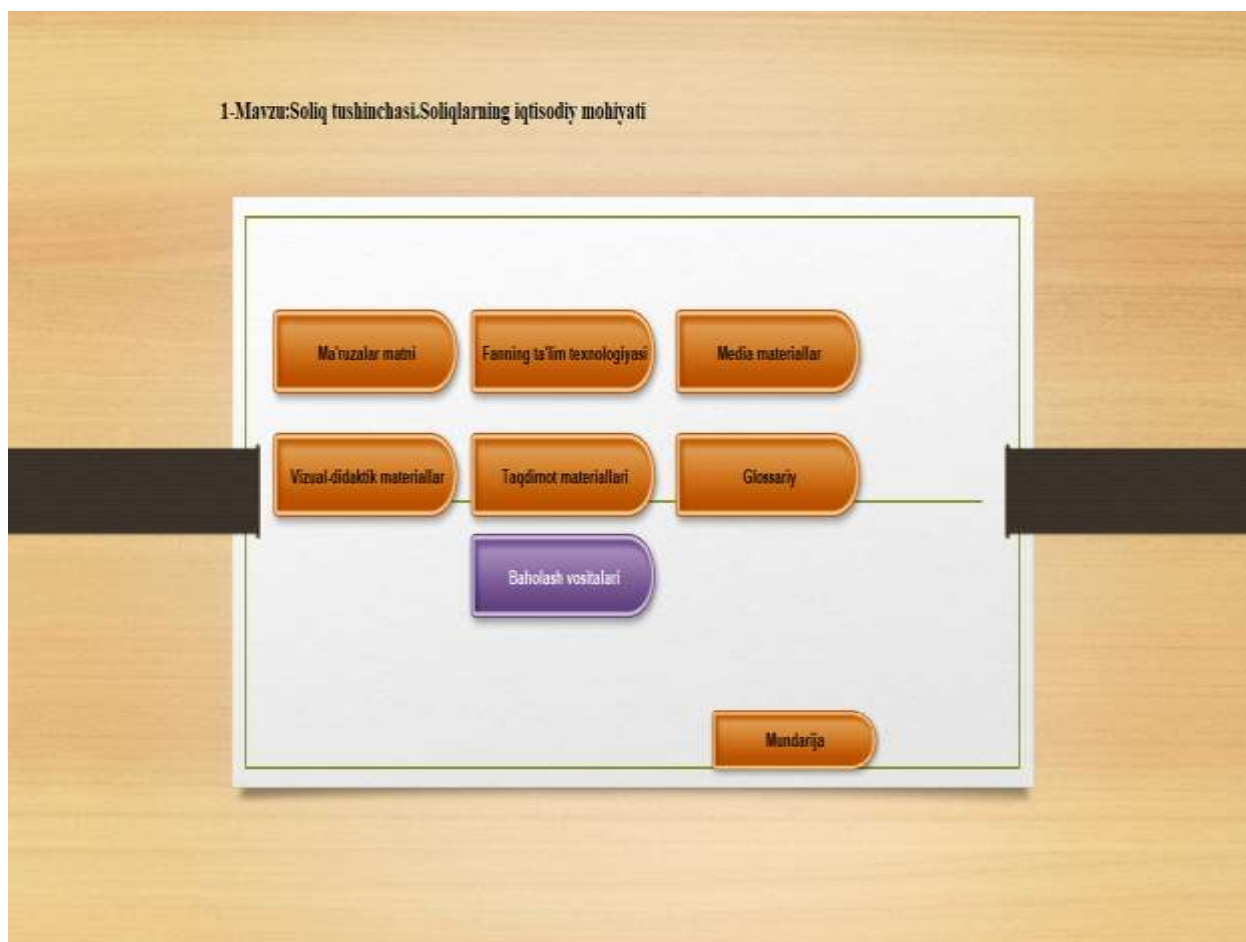 1-Mavzu:Soliq tushinchasi.Soliqlarning iqtisodiy mohiyati
Ma'ruzalar matni
Fanning ta'lim texnologiyasi
Media materiallar
Vizual-didaktik materiallar
Taqdimot materiallari
Glossariy
Baholash vositalari
Mundarija